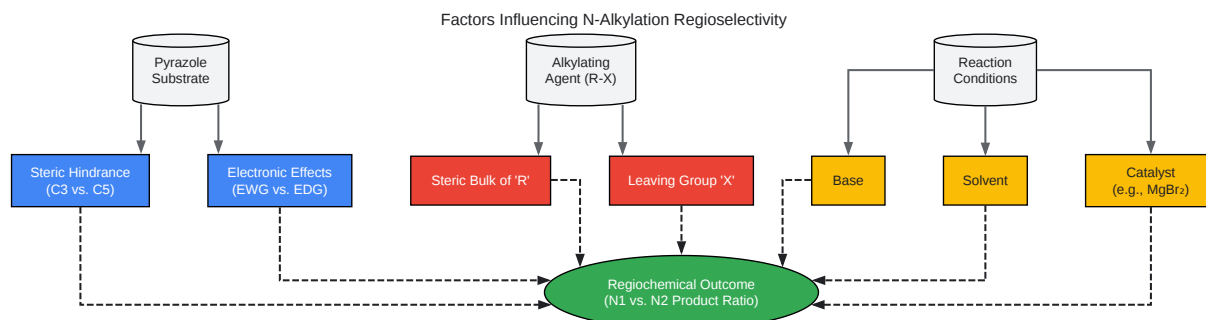 Factors Influencing N-Alkylation Regioselectivity
Pyrazole
Substrate
Alkylating
Agent (R-X)
Reaction
Conditions
Steric Hindrance
(C3 vs. C5)
Electronic Effects
(EWG vs. EDG)
Steric Bulk of 'R'
Leaving Group 'X'
Base
Solvent
Catalyst
(e.g., MgBr₂)
Regiochemical Outcome
(N1 vs. N2 Product Ratio)